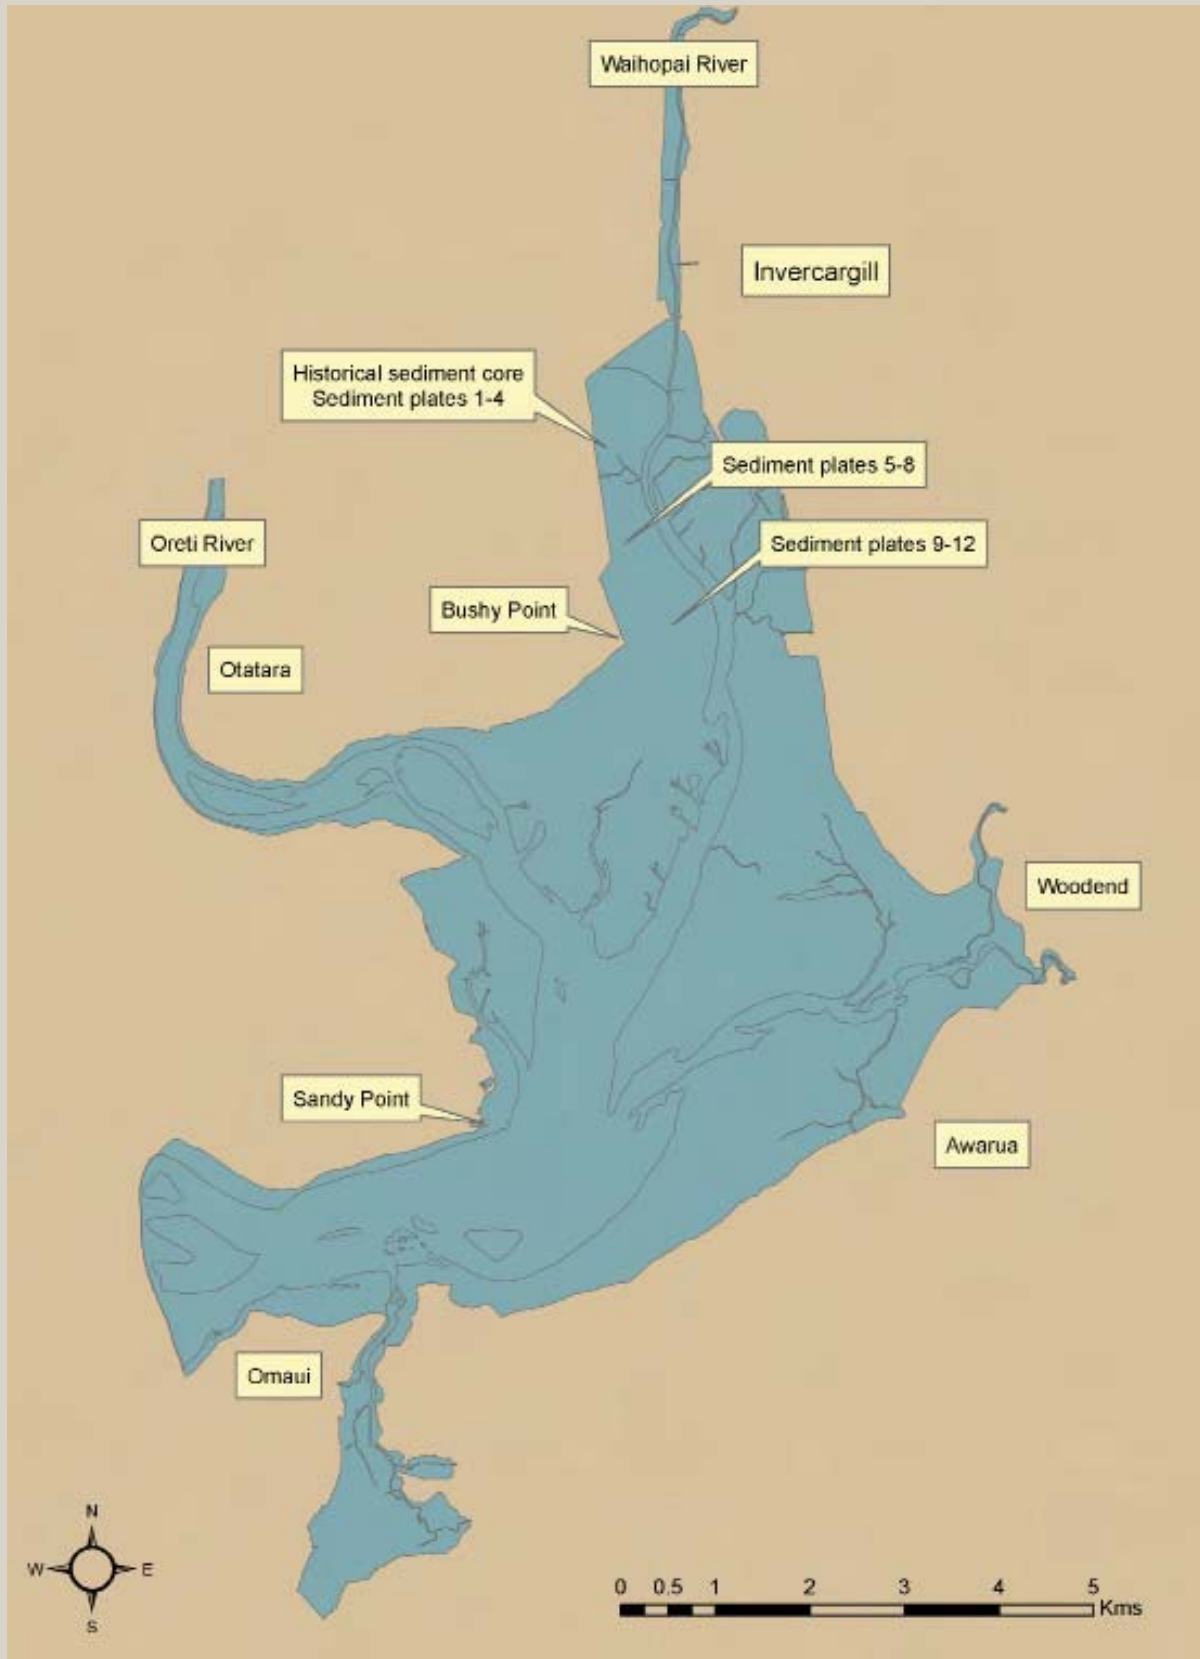 Waihopai River
Invercargill
Historical sediment core
Sediment plates 1-4
Sediment plates 5-8
Oreti River
Sediment plates 9-12
Bushy Point
Otatara
Woodend
Sandy Point
Awarua
Omaui
N
W E
S
0 0.5 1 2 3 4 5
Kms